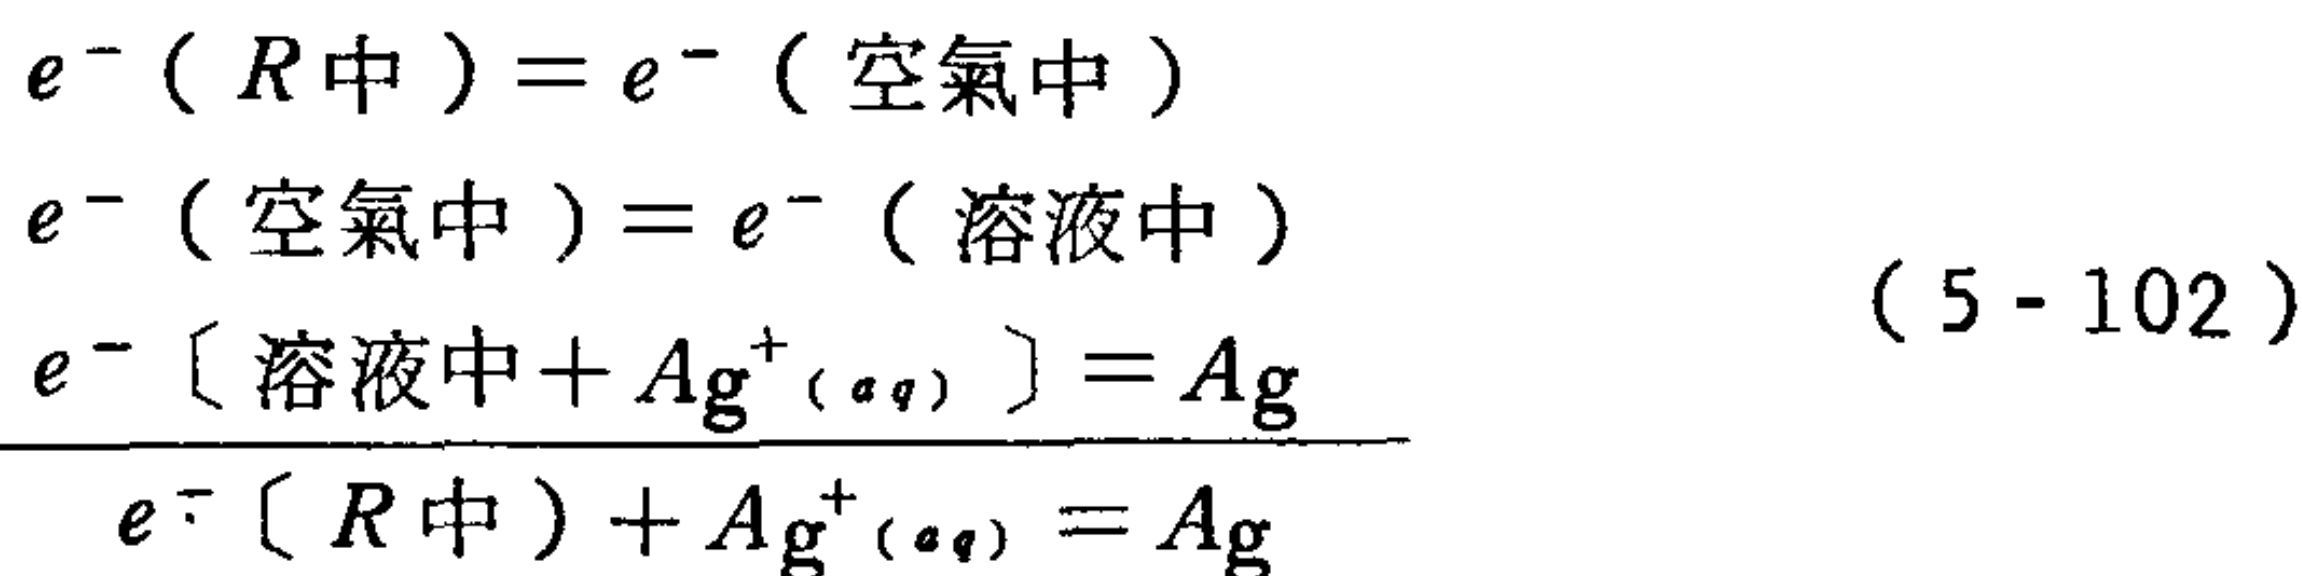 e⁻（R中）＝e⁻（空氣中）
e⁻（空氣中）＝e⁻（溶液中）
（5-102）
e⁻〔溶液中＋Ag⁺₍aq₎〕＝Ag
e⁻〔R中）＋Ag⁺₍aq₎＝Ag